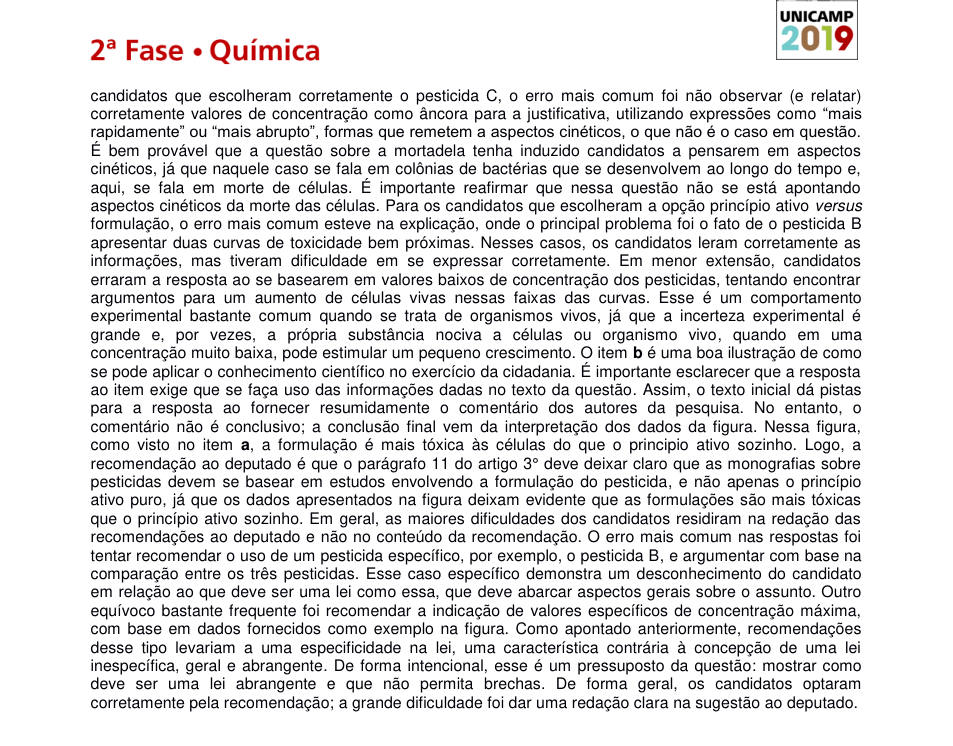 UNICAMP
2019
2ª Fase • Química
candidatos que escolheram corretamente o pesticida C, o erro mais comum foi não observar (e relatar)
corretamente valores de concentração como âncora para a justificativa, utilizando expressões como “mais
rapidamente” ou “mais abrupto”, formas que remetem a aspectos cinéticos, o que não é o caso em questão.
É bem provável que a questão sobre a mortadela tenha induzido candidatos a pensarem em aspectos
cinéticos, já que naquele caso se fala em colônias de bactérias que se desenvolvem ao longo do tempo e,
aqui, se fala em morte de células. É importante reafirmar que nessa questão não se está apontando
aspectos cinéticos da morte das células. Para os candidatos que escolheram a opção princípio ativo versus
formulação, o erro mais comum esteve na explicação, onde o principal problema foi o fato de o pesticida B
apresentar duas curvas de toxicidade bem próximas. Nesses casos, os candidatos leram corretamente as
informações, mas tiveram dificuldade em se expressar corretamente. Em menor extensão, candidatos
erraram a resposta ao se basearem em valores baixos de concentração dos pesticidas, tentando encontrar
argumentos para um aumento de células vivas nessas faixas das curvas. Esse é um comportamento
experimental bastante comum quando se trata de organismos vivos, já que a incerteza experimental é
grande e, por vezes, a própria substância nociva a células ou organismo vivo, quando em uma
concentração muito baixa, pode estimular um pequeno crescimento. O item b é uma boa ilustração de como
se pode aplicar o conhecimento científico no exercício da cidadania. É importante esclarecer que a resposta
ao item exige que se faça uso das informações dadas no texto da questão. Assim, o texto inicial dá pistas
para a resposta ao fornecer resumidamente o comentário dos autores da pesquisa. No entanto, o
comentário não é conclusivo; a conclusão final vem da interpretação dos dados da figura. Nessa figura,
como visto no item a, a formulação é mais tóxica às células do que o principio ativo sozinho. Logo, a
recomendação ao deputado é que o parágrafo 11 do artigo 3° deve deixar claro que as monografias sobre
pesticidas devem se basear em estudos envolvendo a formulação do pesticida, e não apenas o princípio
ativo puro, já que os dados apresentados na figura deixam evidente que as formulações são mais tóxicas
que o princípio ativo sozinho. Em geral, as maiores dificuldades dos candidatos residiram na redação das
recomendações ao deputado e não no conteúdo da recomendação. O erro mais comum nas respostas foi
tentar recomendar o uso de um pesticida específico, por exemplo, o pesticida B, e argumentar com base na
comparação entre os três pesticidas. Esse caso específico demonstra um desconhecimento do candidato
em relação ao que deve ser uma lei como essa, que deve abarcar aspectos gerais sobre o assunto. Outro
equívoco bastante frequente foi recomendar a indicação de valores específicos de concentração máxima,
com base em dados fornecidos como exemplo na figura. Como apontado anteriormente, recomendações
desse tipo levariam a uma especificidade na lei, uma característica contrária à concepção de uma lei
inespecífica, geral e abrangente. De forma intencional, esse é um pressuposto da questão: mostrar como
deve ser uma lei abrangente e que não permita brechas. De forma geral, os candidatos optaram
corretamente pela recomendação; a grande dificuldade foi dar uma redação clara na sugestão ao deputado.